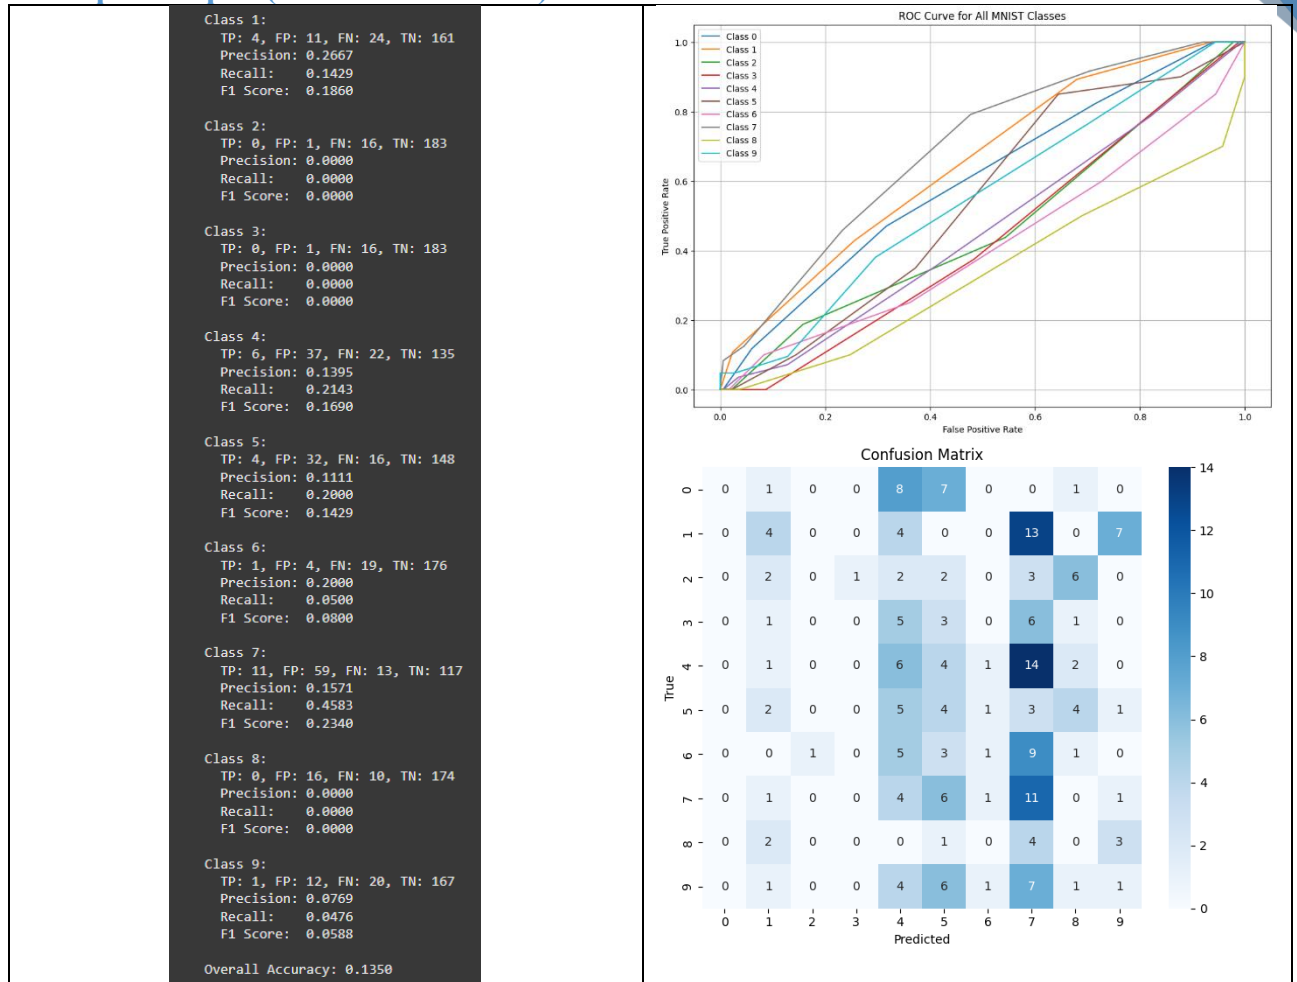 Class 1:
TP: 4, FP: 11, FN: 24, TN: 161
Precision: 0.2667
Recall: 0.1429
F1 Score: 0.1860
Class 2:
TP: 0, FP: 1, FN: 16, TN: 183
Precision: 0.0000
Recall: 0.0000
F1 Score: 0.0000
Class 3:
TP: 0, FP: 1, FN: 16, TN: 183
Precision: 0.0000
Recall: 0.0000
F1 Score: 0.0000
Class 4:
TP: 6, FP: 37, FN: 22, TN: 135
Precision: 0.1395
Recall: 0.2143
F1 Score: 0.1690
Class 5:
TP: 4, FP: 32, FN: 16, TN: 148
Precision: 0.1111
Recall: 0.2000
F1 Score: 0.1429
Class 6:
TP: 1, FP: 4, FN: 19, TN: 176
Precision: 0.2000
Recall: 0.0500
F1 Score: 0.0800
Class 7:
TP: 11, FP: 59, FN: 13, TN: 117
Precision: 0.1571
Recall: 0.4583
F1 Score: 0.2340
Class 8:
TP: 0, FP: 16, FN: 10, TN: 174
Precision: 0.0000
Recall: 0.0000
F1 Score: 0.0000
Class 9:
TP: 1, FP: 12, FN: 20, TN: 167
Precision: 0.0769
Recall: 0.0476
F1 Score: 0.0588
Overall Accuracy: 0.1350
ROC Curve for All MNIST Classes
Class 0
Class 1
Class 2
Class 3
Class 4
Class 5
Class 6
Class 7
Class 8
Class 9
1.0
0.8
0.6
0.4
0.2
0.0
True Positive Rate
0.0 0.2 0.4 0.6 0.8 1.0
False Positive Rate
Confusion Matrix
0 0 1 0 0 8 7 0 0 1 0
1 0 4 0 0 4 0 0 13 0 7
2 0 2 0 1 2 2 0 3 6 0
3 0 1 0 0 5 3 0 6 1 0
4 0 1 0 0 6 4 1 14 2 0
5 0 2 0 0 5 4 1 3 4 1
6 0 0 1 0 5 3 1 9 1 0
7 0 1 0 0 4 6 1 11 0 1
8 0 2 0 0 0 1 0 4 0 3
9 0 1 0 0 4 6 1 7 1 1
True
0 1 2 3 4 5 6 7 8 9
Predicted
14
12
10
8
6
4
2
0